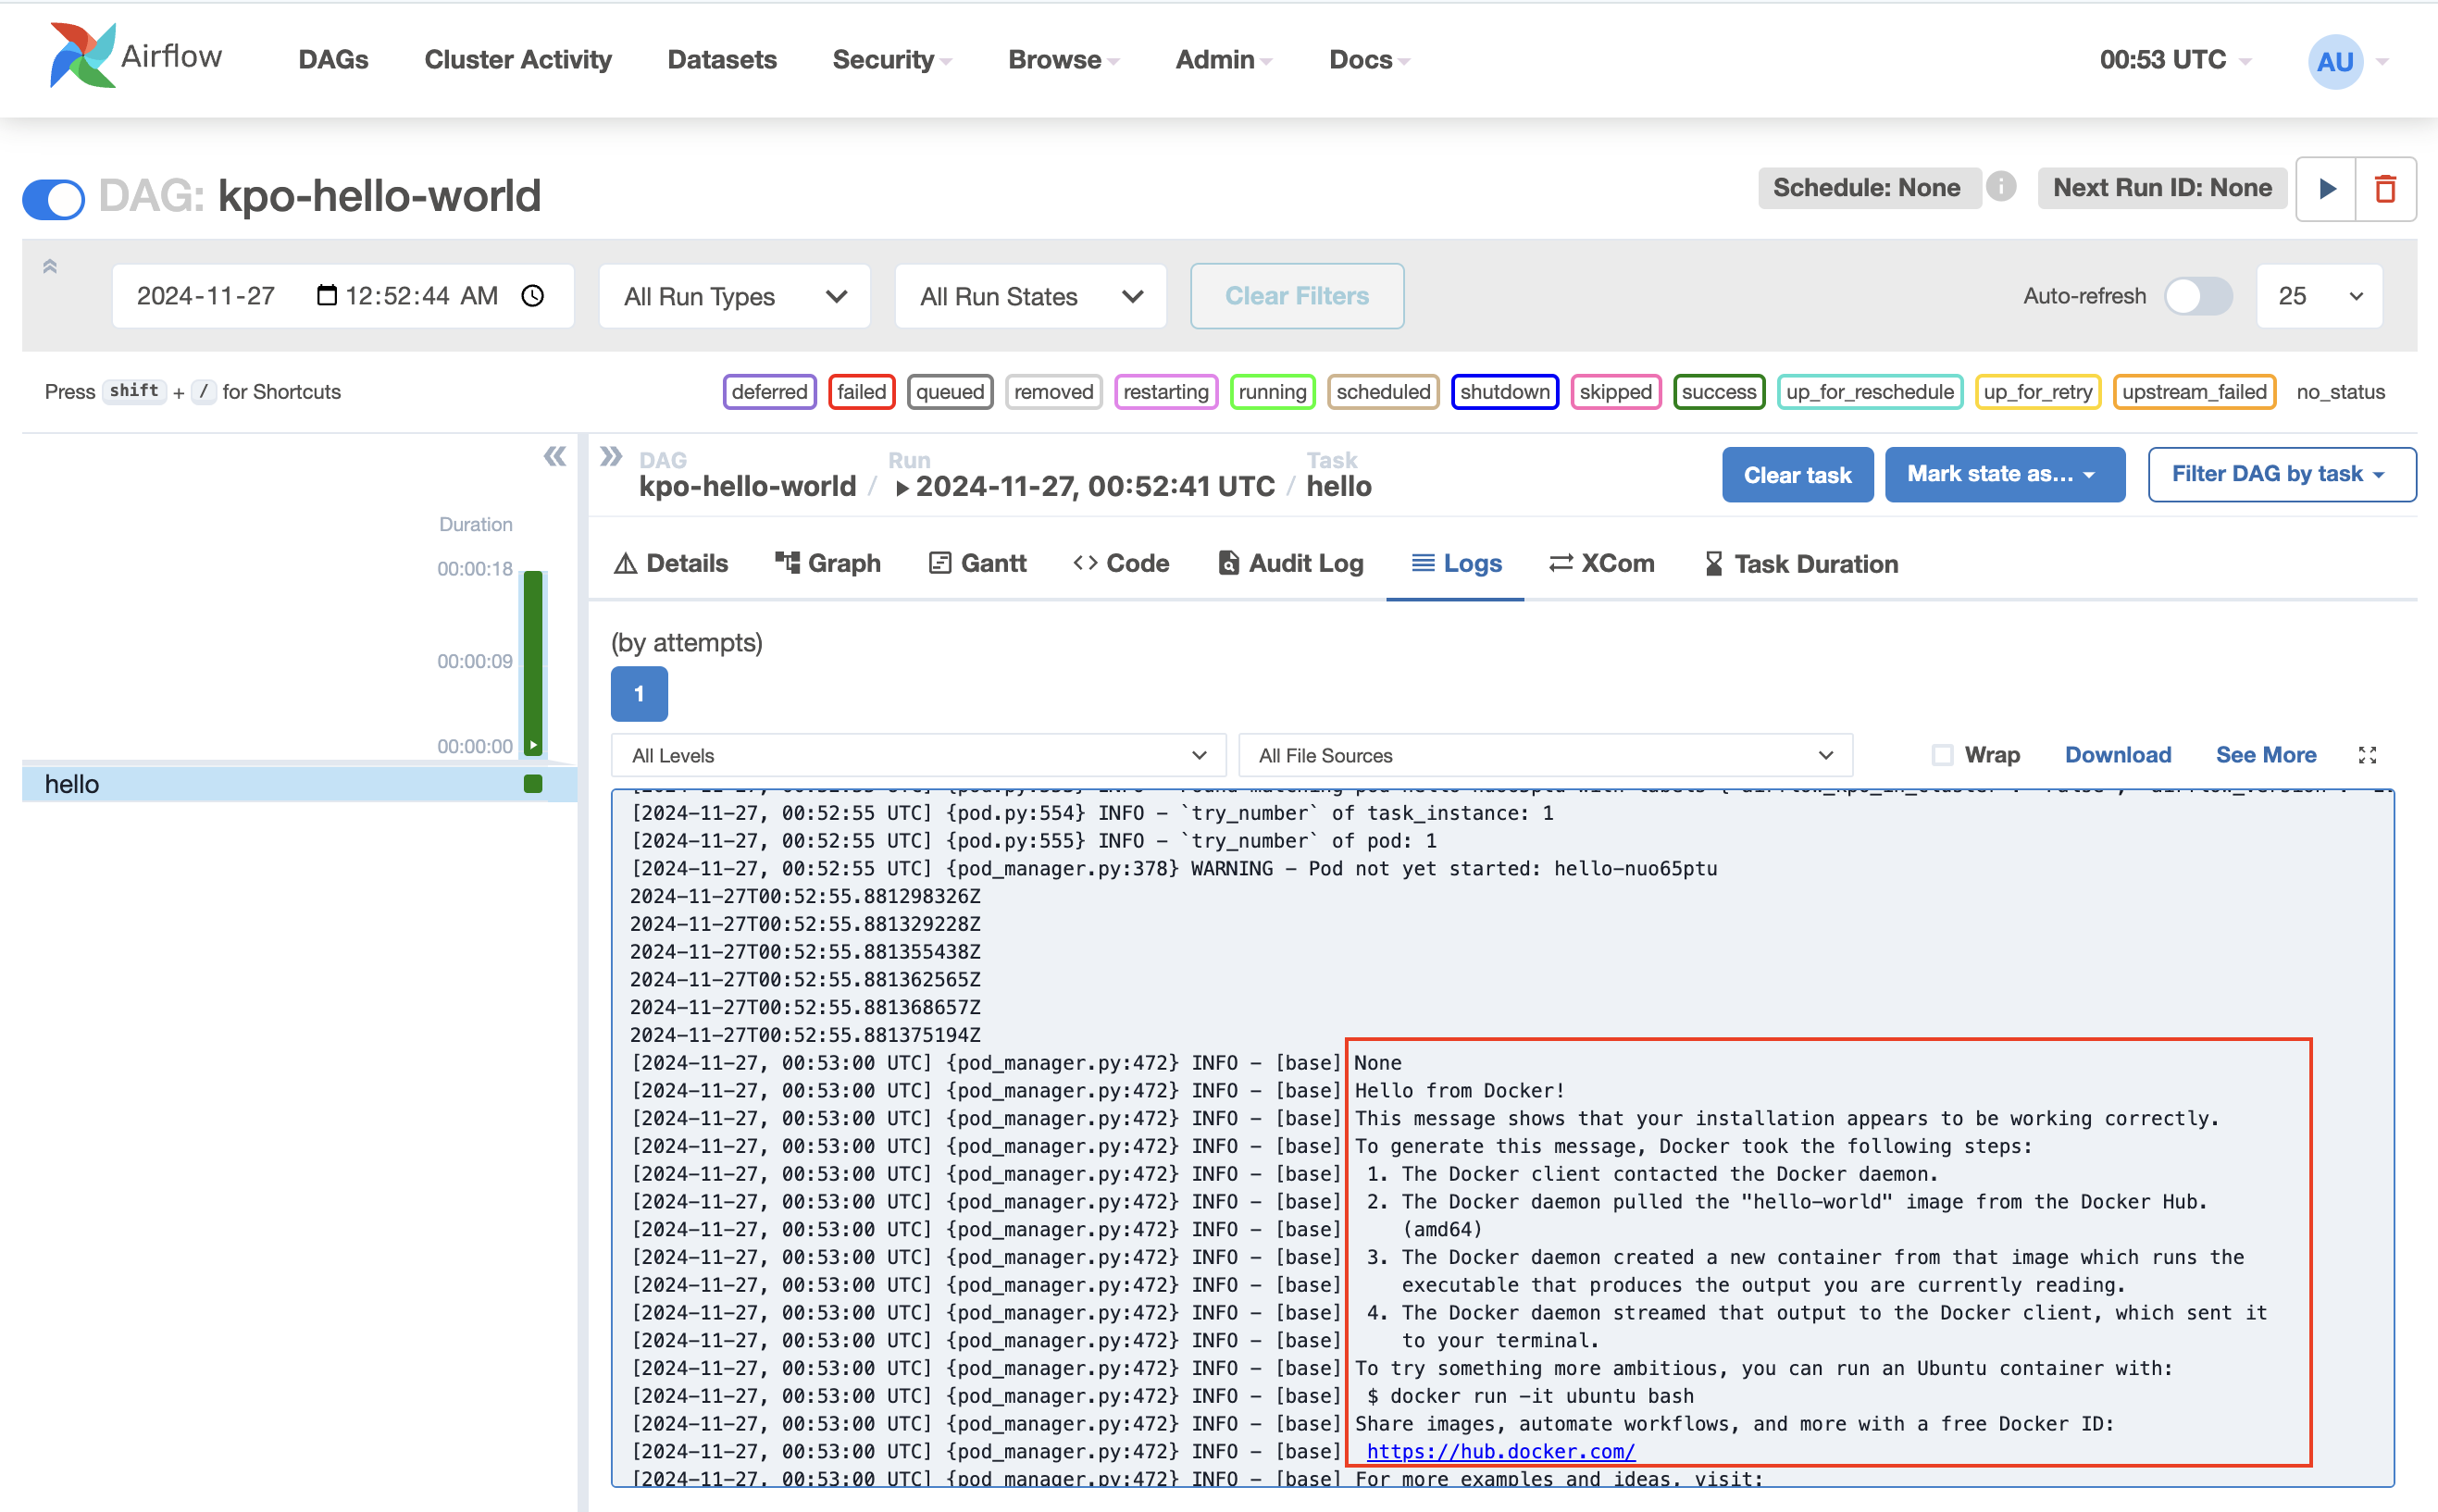 Airflow DAGs Cluster Activity Datasets Security Browse Admin Docs 00:53 UTC AU
DAG: kpo-hello-world Schedule: None Next Run ID: None
2024-11-27 12:52:44 AM All Run Types All Run States Clear Filters Auto-refresh 25
Press shift + / for Shortcuts deferred failed queued removed restarting running scheduled shutdown skipped success up_for_reschedule up_for_retry upstream_failed no_status
DAG Run Task
kpo-hello-world / 2024-11-27, 00:52:41 UTC / hello
Clear task Mark state as... Filter DAG by task
Duration
00:00:18
00:00:09
00:00:00
hello
Details Graph Gantt Code Audit Log Logs XCom Task Duration
(by attempts)
1
All Levels All File Sources Wrap Download See More
[2024-11-27, 00:52:55 UTC] {pod.py:554} INFO - `try_number` of task_instance: 1
[2024-11-27, 00:52:55 UTC] {pod.py:555} INFO - `try_number` of pod: 1
[2024-11-27, 00:52:55 UTC] {pod_manager.py:378} WARNING - Pod not yet started: hello-nuo65ptu
2024-11-27T00:52:55.881298326Z
2024-11-27T00:52:55.881329228Z
2024-11-27T00:52:55.881355438Z
2024-11-27T00:52:55.881362565Z
2024-11-27T00:52:55.881368657Z
2024-11-27T00:52:55.881375194Z
[2024-11-27, 00:53:00 UTC] {pod_manager.py:472} INFO - [base] None
[2024-11-27, 00:53:00 UTC] {pod_manager.py:472} INFO - [base] Hello from Docker!
[2024-11-27, 00:53:00 UTC] {pod_manager.py:472} INFO - [base] This message shows that your installation appears to be working correctly.
[2024-11-27, 00:53:00 UTC] {pod_manager.py:472} INFO - [base] To generate this message, Docker took the following steps:
[2024-11-27, 00:53:00 UTC] {pod_manager.py:472} INFO - [base] 1. The Docker client contacted the Docker daemon.
[2024-11-27, 00:53:00 UTC] {pod_manager.py:472} INFO - [base] 2. The Docker daemon pulled the "hello-world" image from the Docker Hub.
[2024-11-27, 00:53:00 UTC] {pod_manager.py:472} INFO - [base] (amd64)
[2024-11-27, 00:53:00 UTC] {pod_manager.py:472} INFO - [base] 3. The Docker daemon created a new container from that image which runs the
[2024-11-27, 00:53:00 UTC] {pod_manager.py:472} INFO - [base] executable that produces the output you are currently reading.
[2024-11-27, 00:53:00 UTC] {pod_manager.py:472} INFO - [base] 4. The Docker daemon streamed that output to the Docker client, which sent it
[2024-11-27, 00:53:00 UTC] {pod_manager.py:472} INFO - [base] to your terminal.
[2024-11-27, 00:53:00 UTC] {pod_manager.py:472} INFO - [base] To try something more ambitious, you can run an Ubuntu container with:
[2024-11-27, 00:53:00 UTC] {pod_manager.py:472} INFO - [base] $ docker run -it ubuntu bash
[2024-11-27, 00:53:00 UTC] {pod_manager.py:472} INFO - [base] Share images, automate workflows, and more with a free Docker ID:
[2024-11-27, 00:53:00 UTC] {pod_manager.py:472} INFO - [base] https://hub.docker.com/
[2024-11-27, 00:53:00 UTC] {pod_manager.py:472} INFO - [base] For more examples and ideas, visit: